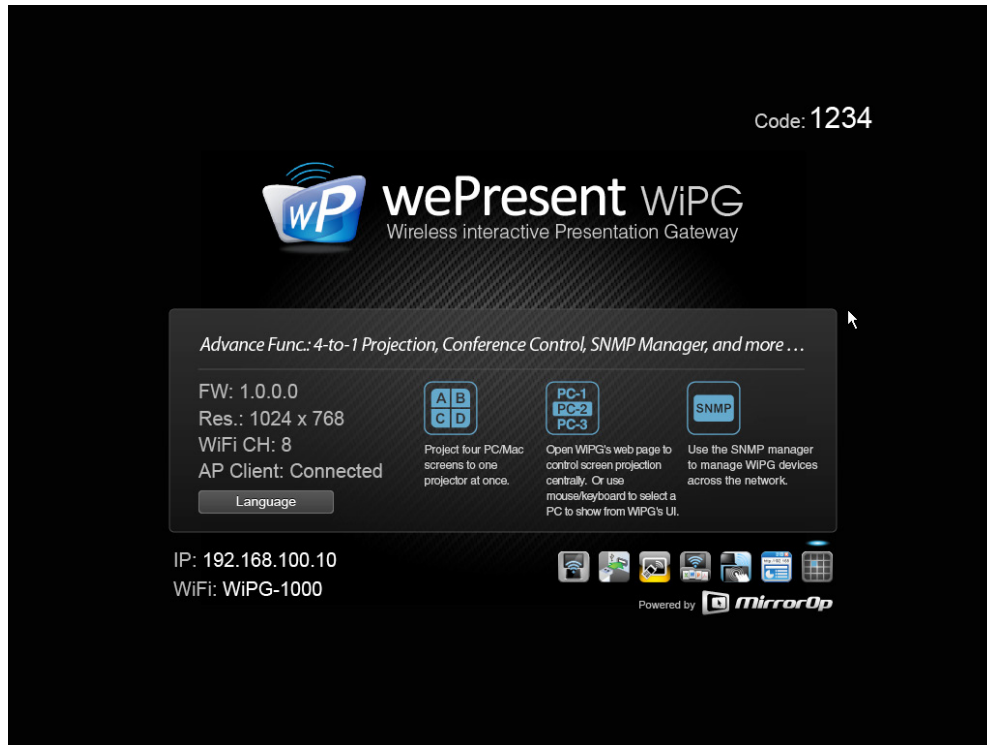 Code: 1234
wP wePresent WiPG
Wireless interactive Presentation Gateway
Advance Func.: 4-to-1 Projection, Conference Control, SNMP Manager, and more …
FW: 1.0.0.0
Res.: 1024 x 768
WiFi CH: 8
AP Client: Connected
Language
A B
C D
Project four PC/Mac
screens to one
projector at once.
PC-1
PC-2
PC-3
Open WiPG's web page to
control screen projection
centrally. Or use
mouse/keyboard to select a
PC to show from WiPG's UI.
SNMP
Use the SNMP manager
to manage WiPG devices
across the network.
IP: 192.168.100.10
WiFi: WiPG-1000
Powered by MirrorOp